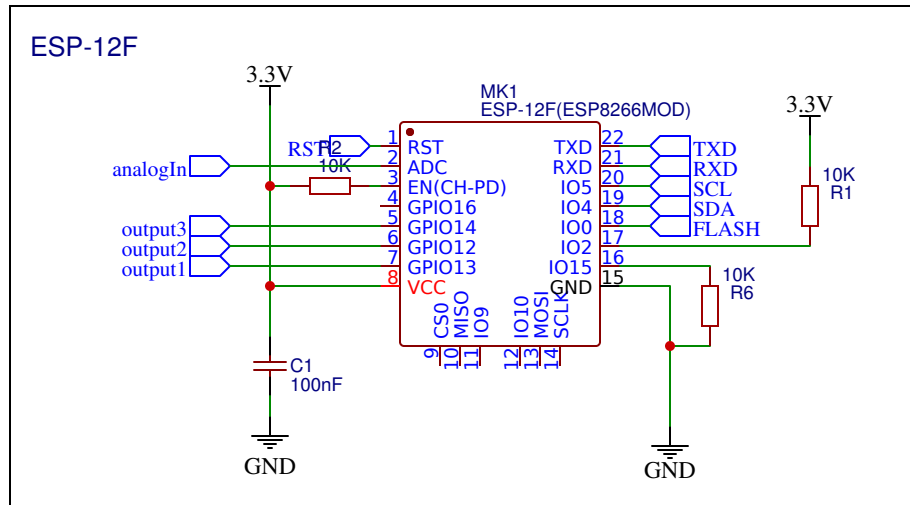 ESP-12F
3.3V
MK1
ESP-12F(ESP8266MOD)
3.3V
RST
R2
10K
analogIn
output3
output2
output1
1
2
3
4
5
6
7
8
RST
ADC
EN(CH-PD)
GPIO16
GPIO14
GPIO12
GPIO13
VCC
TXD
RXD
IO5
IO4
IO0
IO2
IO15
GND
22
21
20
19
18
17
16
15
TXD
RXD
SCL
SDA
FLASH
10K
R1
10K
R6
CS0
MISO
IO9
IO10
MOSI
SCLK
9
10
11
12
13
14
C1
100nF
GND
GND